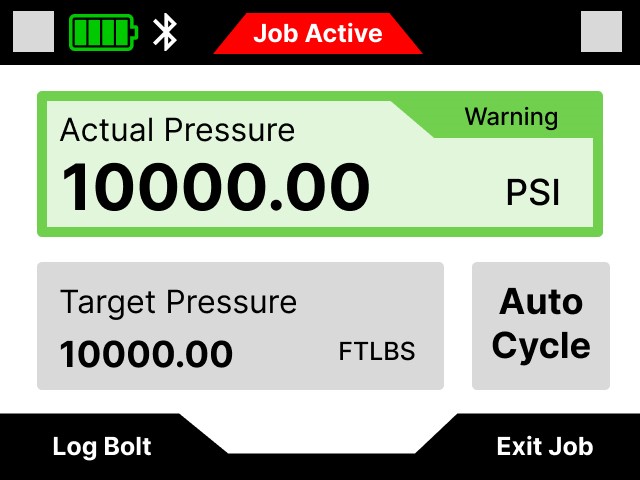 Job Active
Actual Pressure
Warning
10000.00
PSI
Target Pressure
10000.00
FTLBS
Auto
Cycle
Log Bolt
Exit Job